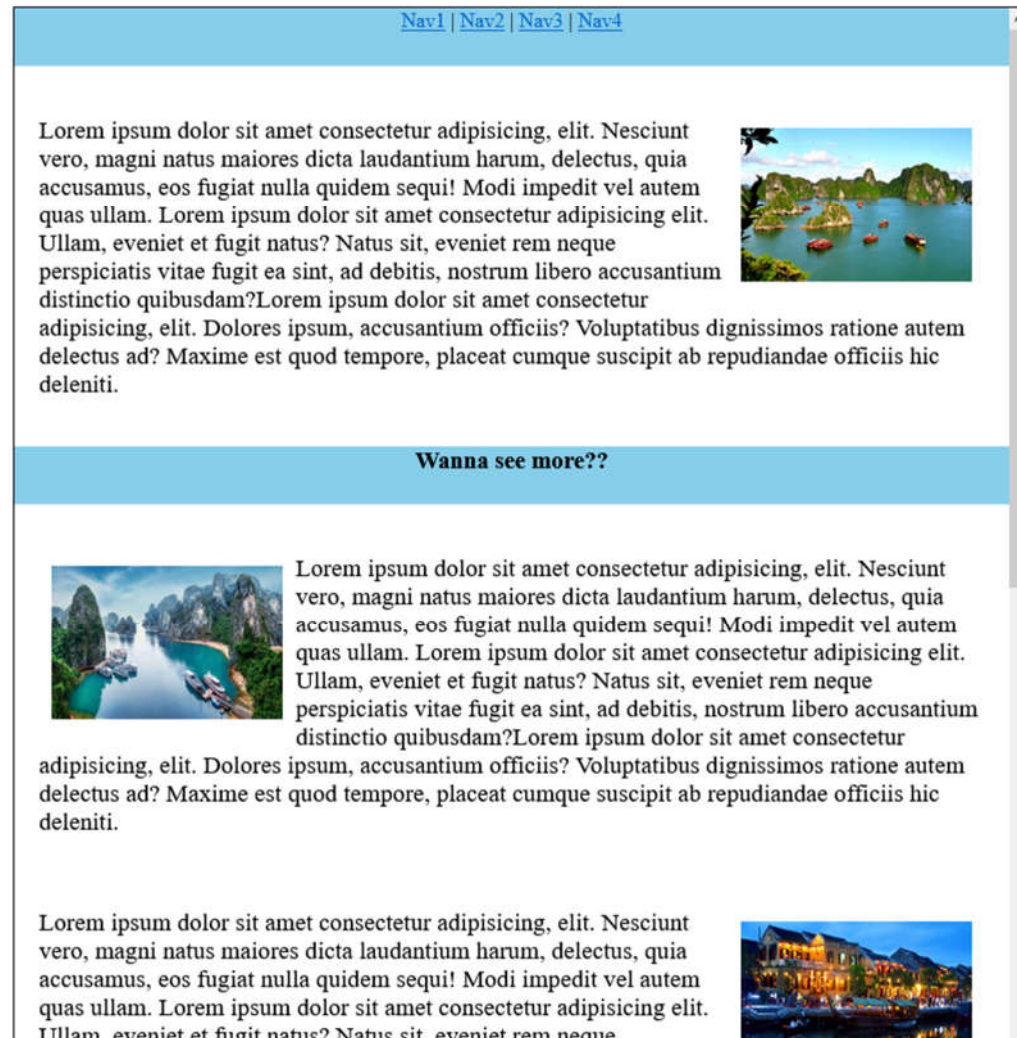 Nav1 | Nav2 | Nav3 | Nav4
Lorem ipsum dolor sit amet consectetur adipisicing, elit. Nesciunt
vero, magni natus maiores dicta laudantium harum, delectus, quia
accusamus, eos fugiat nulla quidem sequi! Modi impedit vel autem
quas ullam. Lorem ipsum dolor sit amet consectetur adipisicing elit.
Ullam, eveniet et fugit natus? Natus sit, eveniet rem neque
perspiciatis vitae fugit ea sint, ad debitis, nostrum libero accusantium
distinctio quibusdam?Lorem ipsum dolor sit amet consectetur
adipisicing, elit. Dolores ipsum, accusantium officiis? Voluptatibus dignissimos ratione autem
delectus ad? Maxime est quod tempore, placeat cumque suscipit ab repudiandae officiis hic
deleniti.
Wanna see more??
Lorem ipsum dolor sit amet consectetur adipisicing, elit. Nesciunt
vero, magni natus maiores dicta laudantium harum, delectus, quia
accusamus, eos fugiat nulla quidem sequi! Modi impedit vel autem
quas ullam. Lorem ipsum dolor sit amet consectetur adipisicing elit.
Ullam, eveniet et fugit natus? Natus sit, eveniet rem neque
perspiciatis vitae fugit ea sint, ad debitis, nostrum libero accusantium
distinctio quibusdam?Lorem ipsum dolor sit amet consectetur
adipisicing, elit. Dolores ipsum, accusantium officiis? Voluptatibus dignissimos ratione autem
delectus ad? Maxime est quod tempore, placeat cumque suscipit ab repudiandae officiis hic
deleniti.
Lorem ipsum dolor sit amet consectetur adipisicing, elit. Nesciunt
vero, magni natus maiores dicta laudantium harum, delectus, quia
accusamus, eos fugiat nulla quidem sequi! Modi impedit vel autem
quas ullam. Lorem ipsum dolor sit amet consectetur adipisicing elit.
Ullam, eveniet et fugit natus? Natus sit, eveniet rem neque